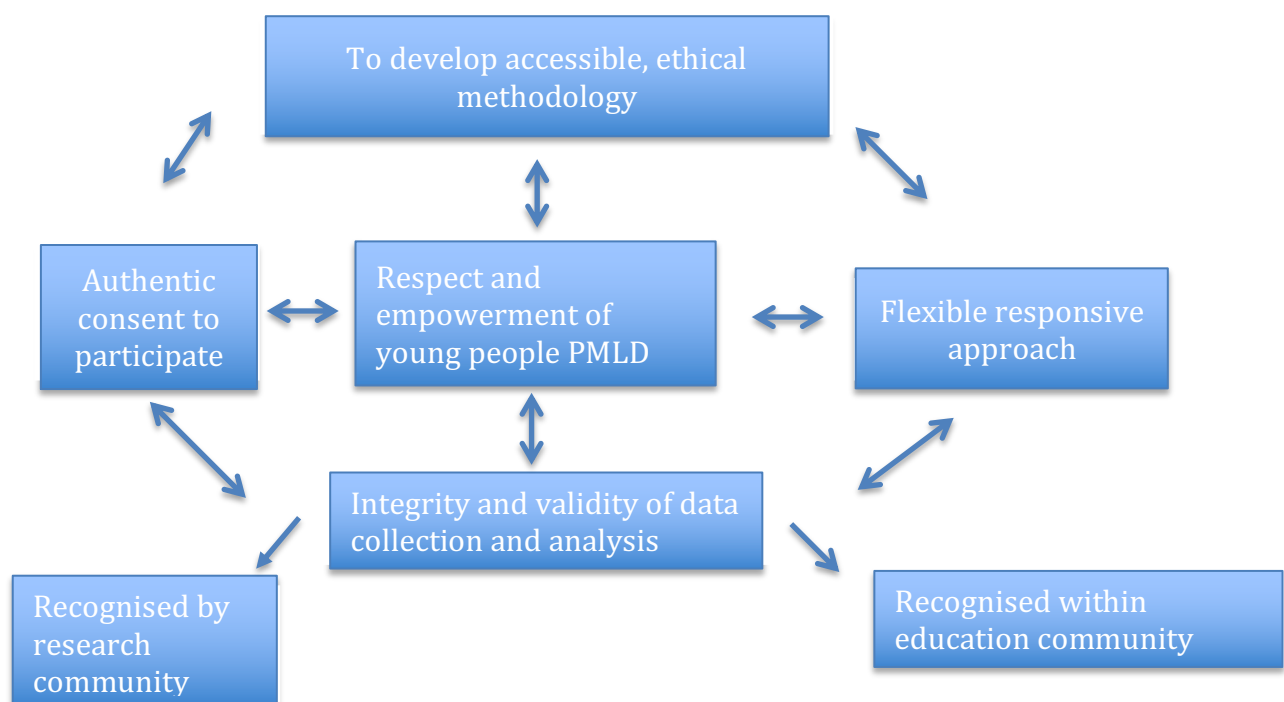 To develop accessible, ethical
methodology
Authentic
consent to
participate
Respect and
empowerment of
young people PMLD
Flexible responsive
approach
Integrity and validity of data
collection and analysis
Recognised by
research
community
Recognised within
education community